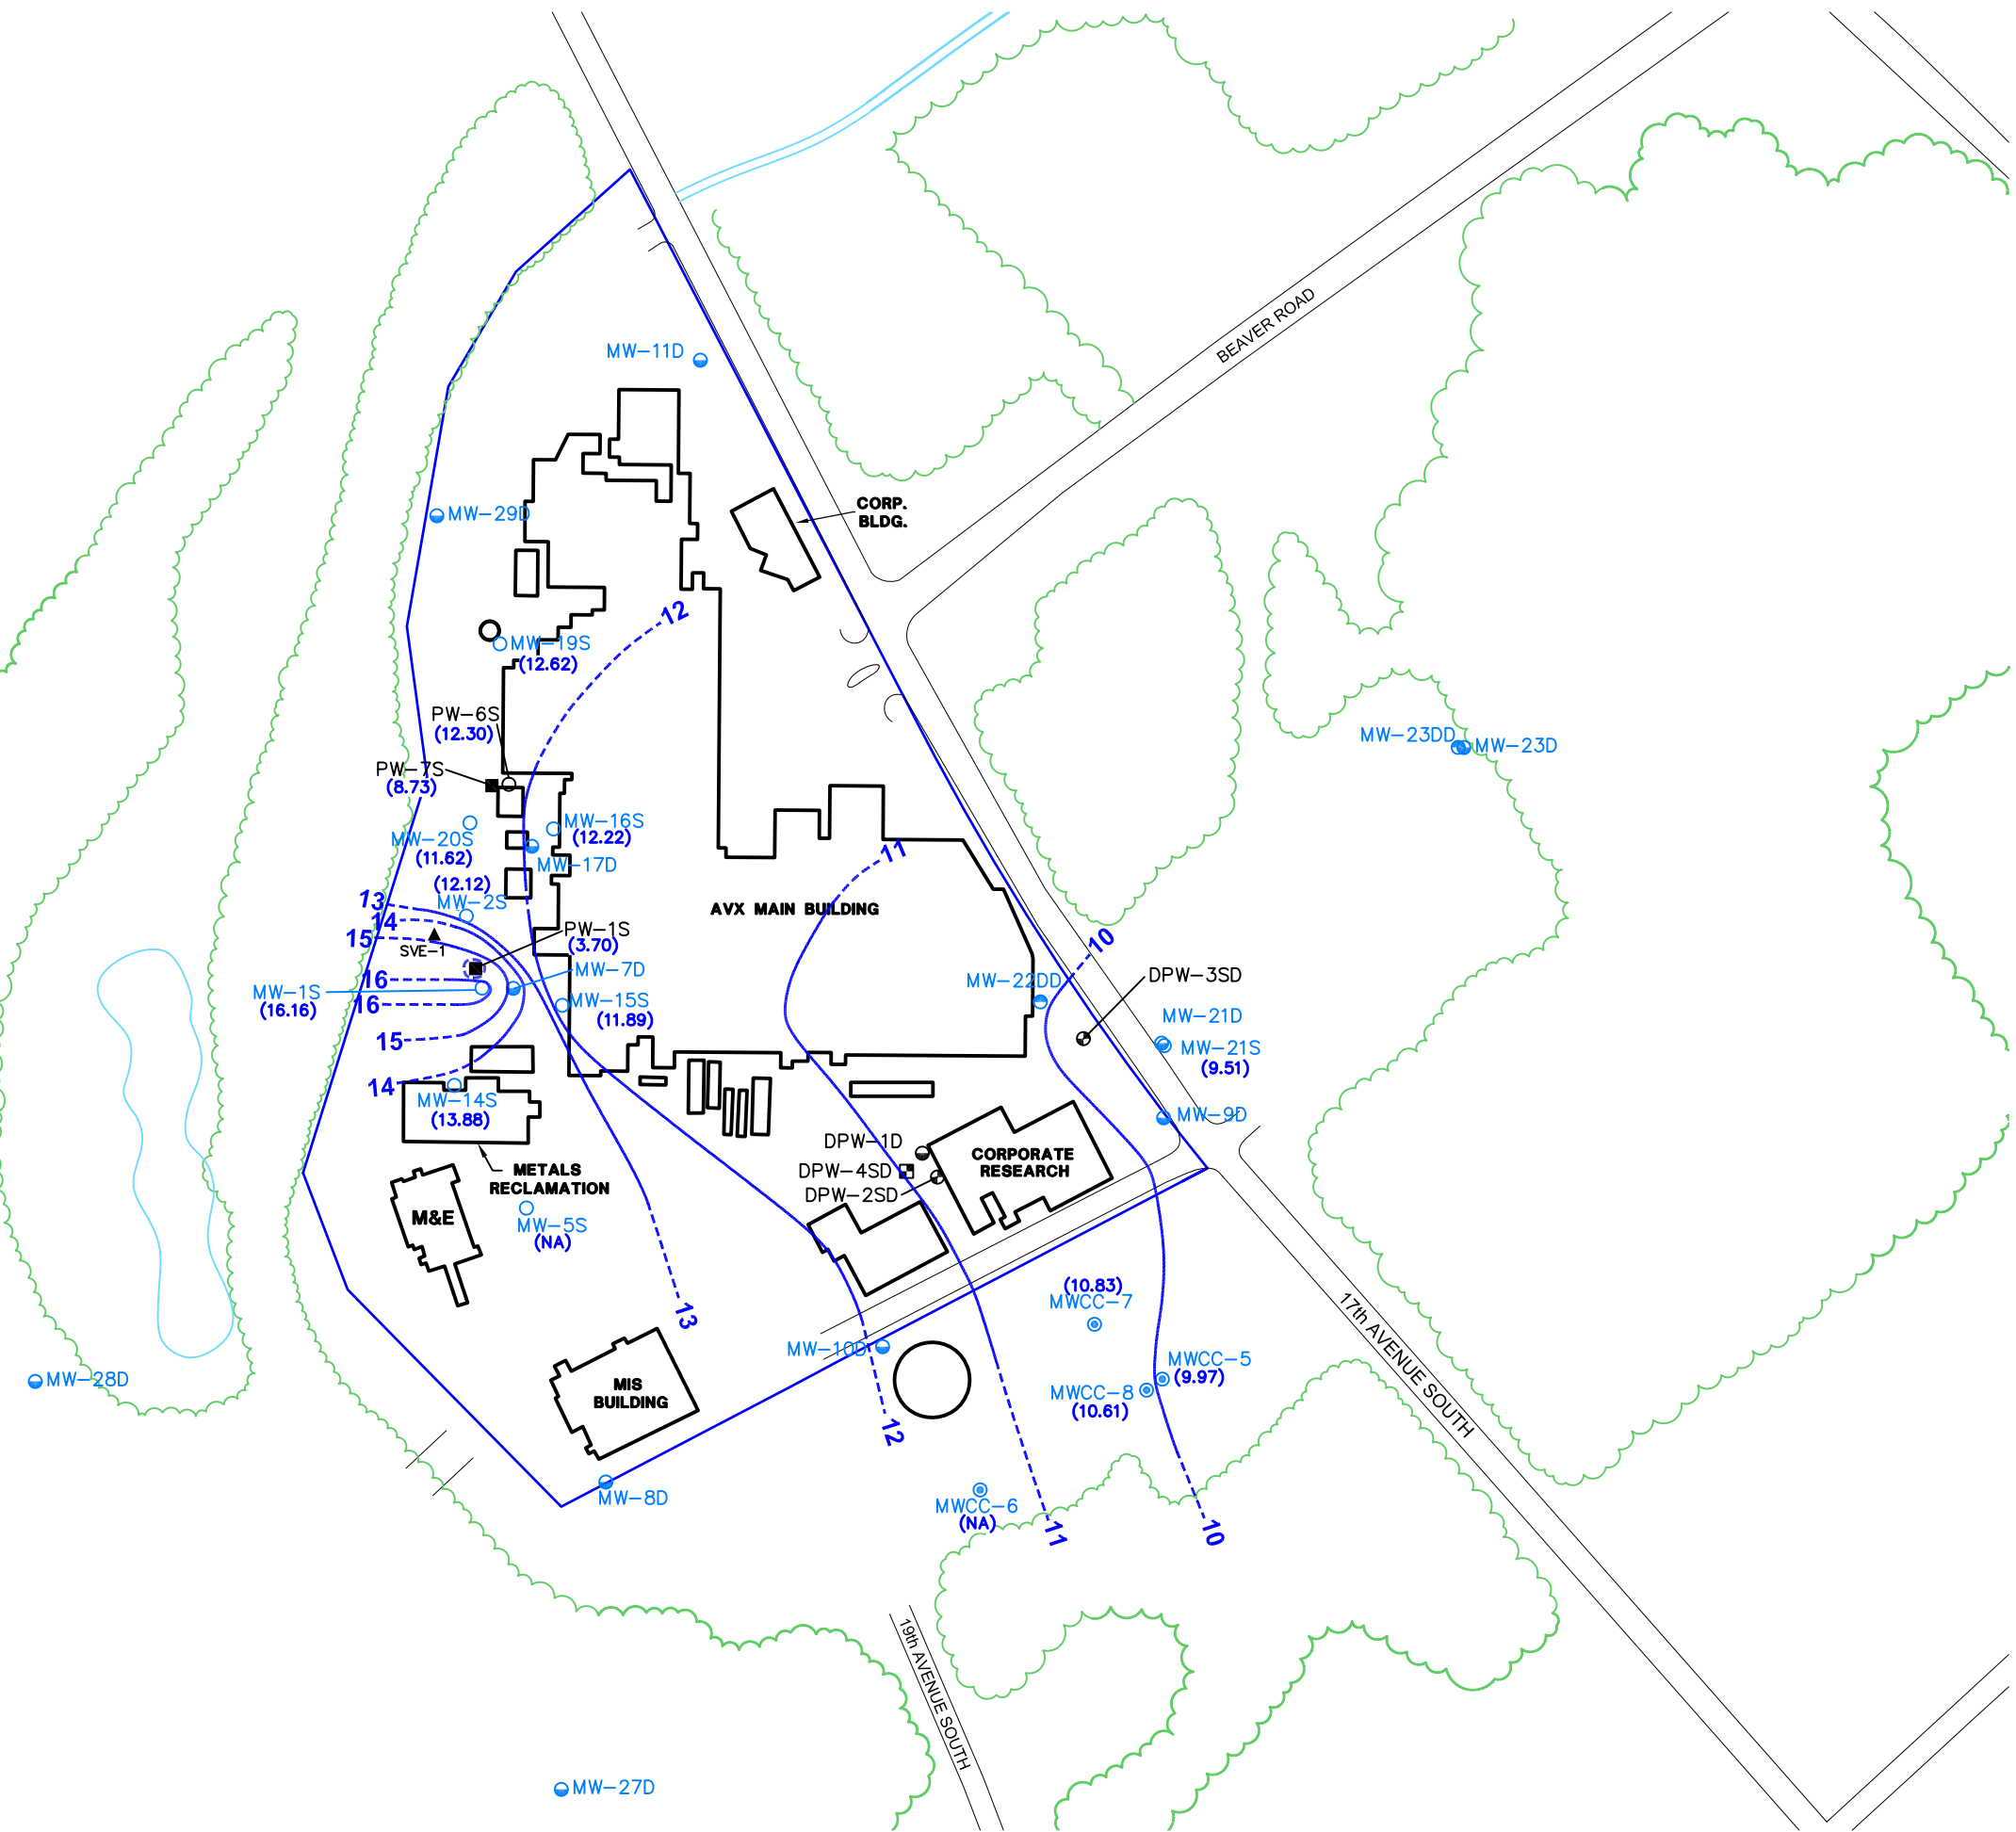 BEAVER ROAD
MW-11D
CORP.
BLDG.
MW-29D
12
MW-19S
(12.62)
PW-6S
(12.30)
PW-7S
(8.73)
MW-23DD
MW-23D
MW-16S
(12.22)
MW-20S
(11.62)
MW-17D
11
(12.12)
MW-2S
13
14
15
AVX MAIN BUILDING
PW-1S
(3.70)
SVE-1
10
MW-7D
16
MW-22DD
DPW-3SD
MW-1S
(16.16)
16
MW-15S
(11.89)
MW-21D
15
MW-21S
(9.51)
14
MW-14S
(13.88)
MW-9D
DPW-1D
CORPORATE
RESEARCH
DPW-4SD
DPW-2SD
METALS
RECLAMATION
M&E
MW-5S
(NA)
(10.83)
MWCC-7
13
17th AVENUE SOUTH
MW-10D
MWCC-5
(9.97)
MW-28D
MIS
BUILDING
MWCC-8
(10.61)
12
MW-8D
MWCC-6
(NA)
11
10
19th AVENUE SOUTH
MW-27D